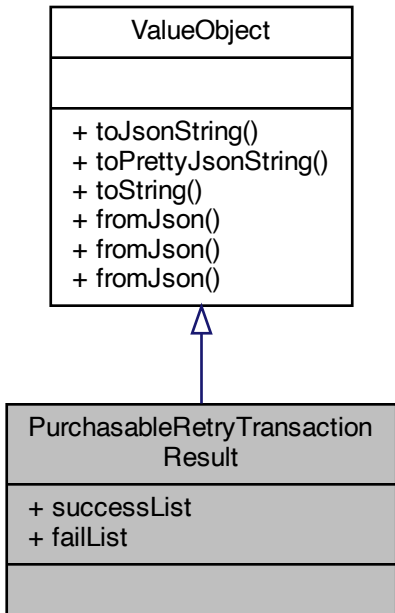 ValueObject
+ toJsonString()
+ toPrettyJsonString()
+ toString()
+ fromJson()
+ fromJson()
+ fromJson()
PurchasableRetryTransaction
Result
+ successList
+ failList